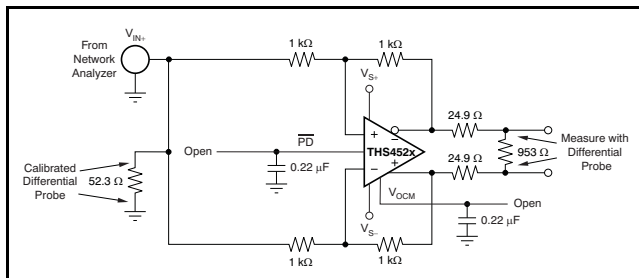 V_IN+
From
Network
Analyzer
1 kΩ
1 kΩ
V_S+
24.9 Ω
PD
Open
THS452x
953 Ω
Measure with
Differential
Probe
Calibrated
Differential
Probe
52.3 Ω
0.22 µF
24.9 Ω
V_OCM
Open
V_S−
0.22 µF
1 kΩ
1 kΩ